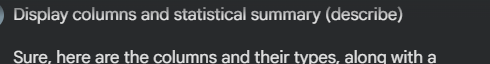 Display columns and statistical summary (describe)
Sure, here are the columns and their types, along with a